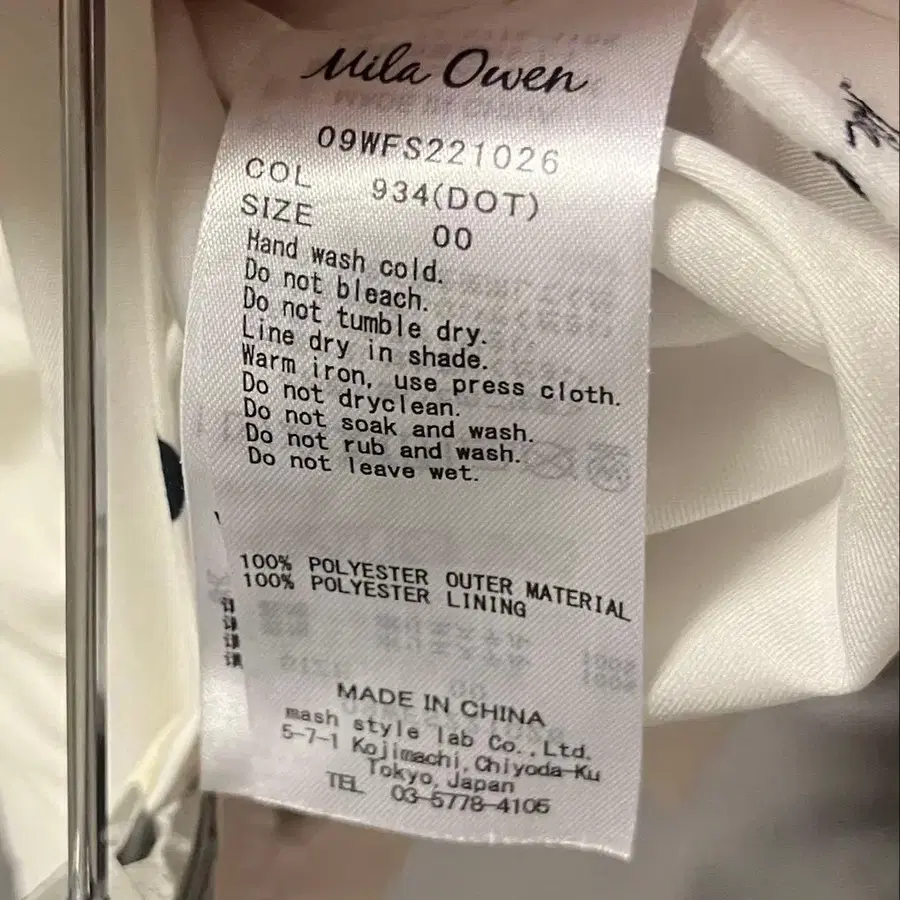 Mila Owen
09WFS221026
COL 934(DOT)
SIZE 00
Hand wash cold.
Do not bleach.
Do not tumble dry.
Line dry in shade.
Warm iron, use press cloth.
Do not dryclean.
Do not soak and wash.
Do not rub and wash.
Do not leave wet.
100% POLYESTER OUTER MATERIAL
100% POLYESTER LINING
MADE IN CHINA
mash style lab Co.,Ltd.
5-7-1 Kojimachi,Chiyoda-Ku
Tokyo,Japan
TEL 03-5778-4105